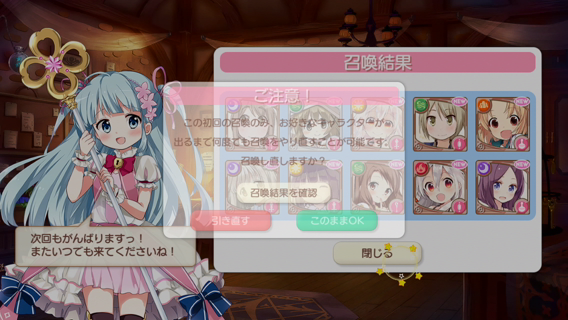 召喚結果
ご注意！
この初回の召喚のみ、お好きなキャラクターが
出るまで何度でも召喚をやり直すことが可能です。
召喚し直しますか？
召喚結果を確認
引き直す
このままOK
閉じる
次回もがんばりますっ！
またいつでも来てくださいね！
NEW
NEW
NEW
NEW